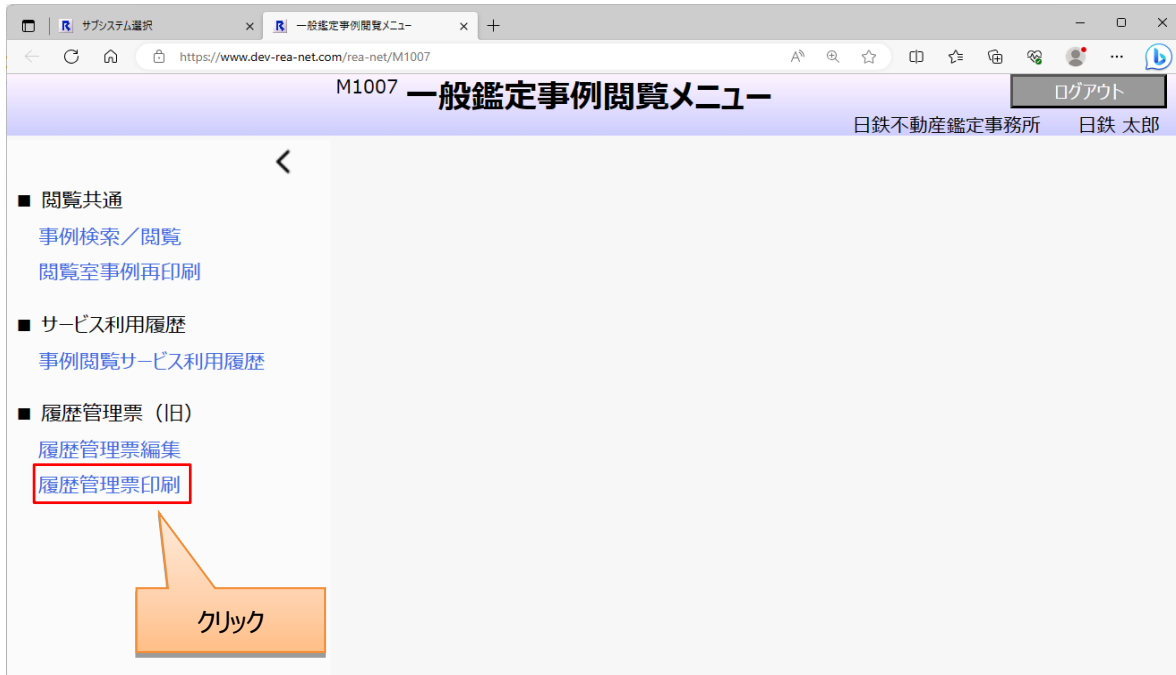 サブシステム選択
一般鑑定事例閲覧メニュー
https://www.dev-rea-net.com/rea-net/M1007
M1007 一般鑑定事例閲覧メニュー
ログアウト
日鉄不動産鑑定事務所 日鉄 太郎
■ 閲覧共通
事例検索／閲覧
閲覧室事例再印刷
■ サービス利用履歴
事例閲覧サービス利用履歴
■ 履歴管理票（旧）
履歴管理票編集
履歴管理票印刷
クリック